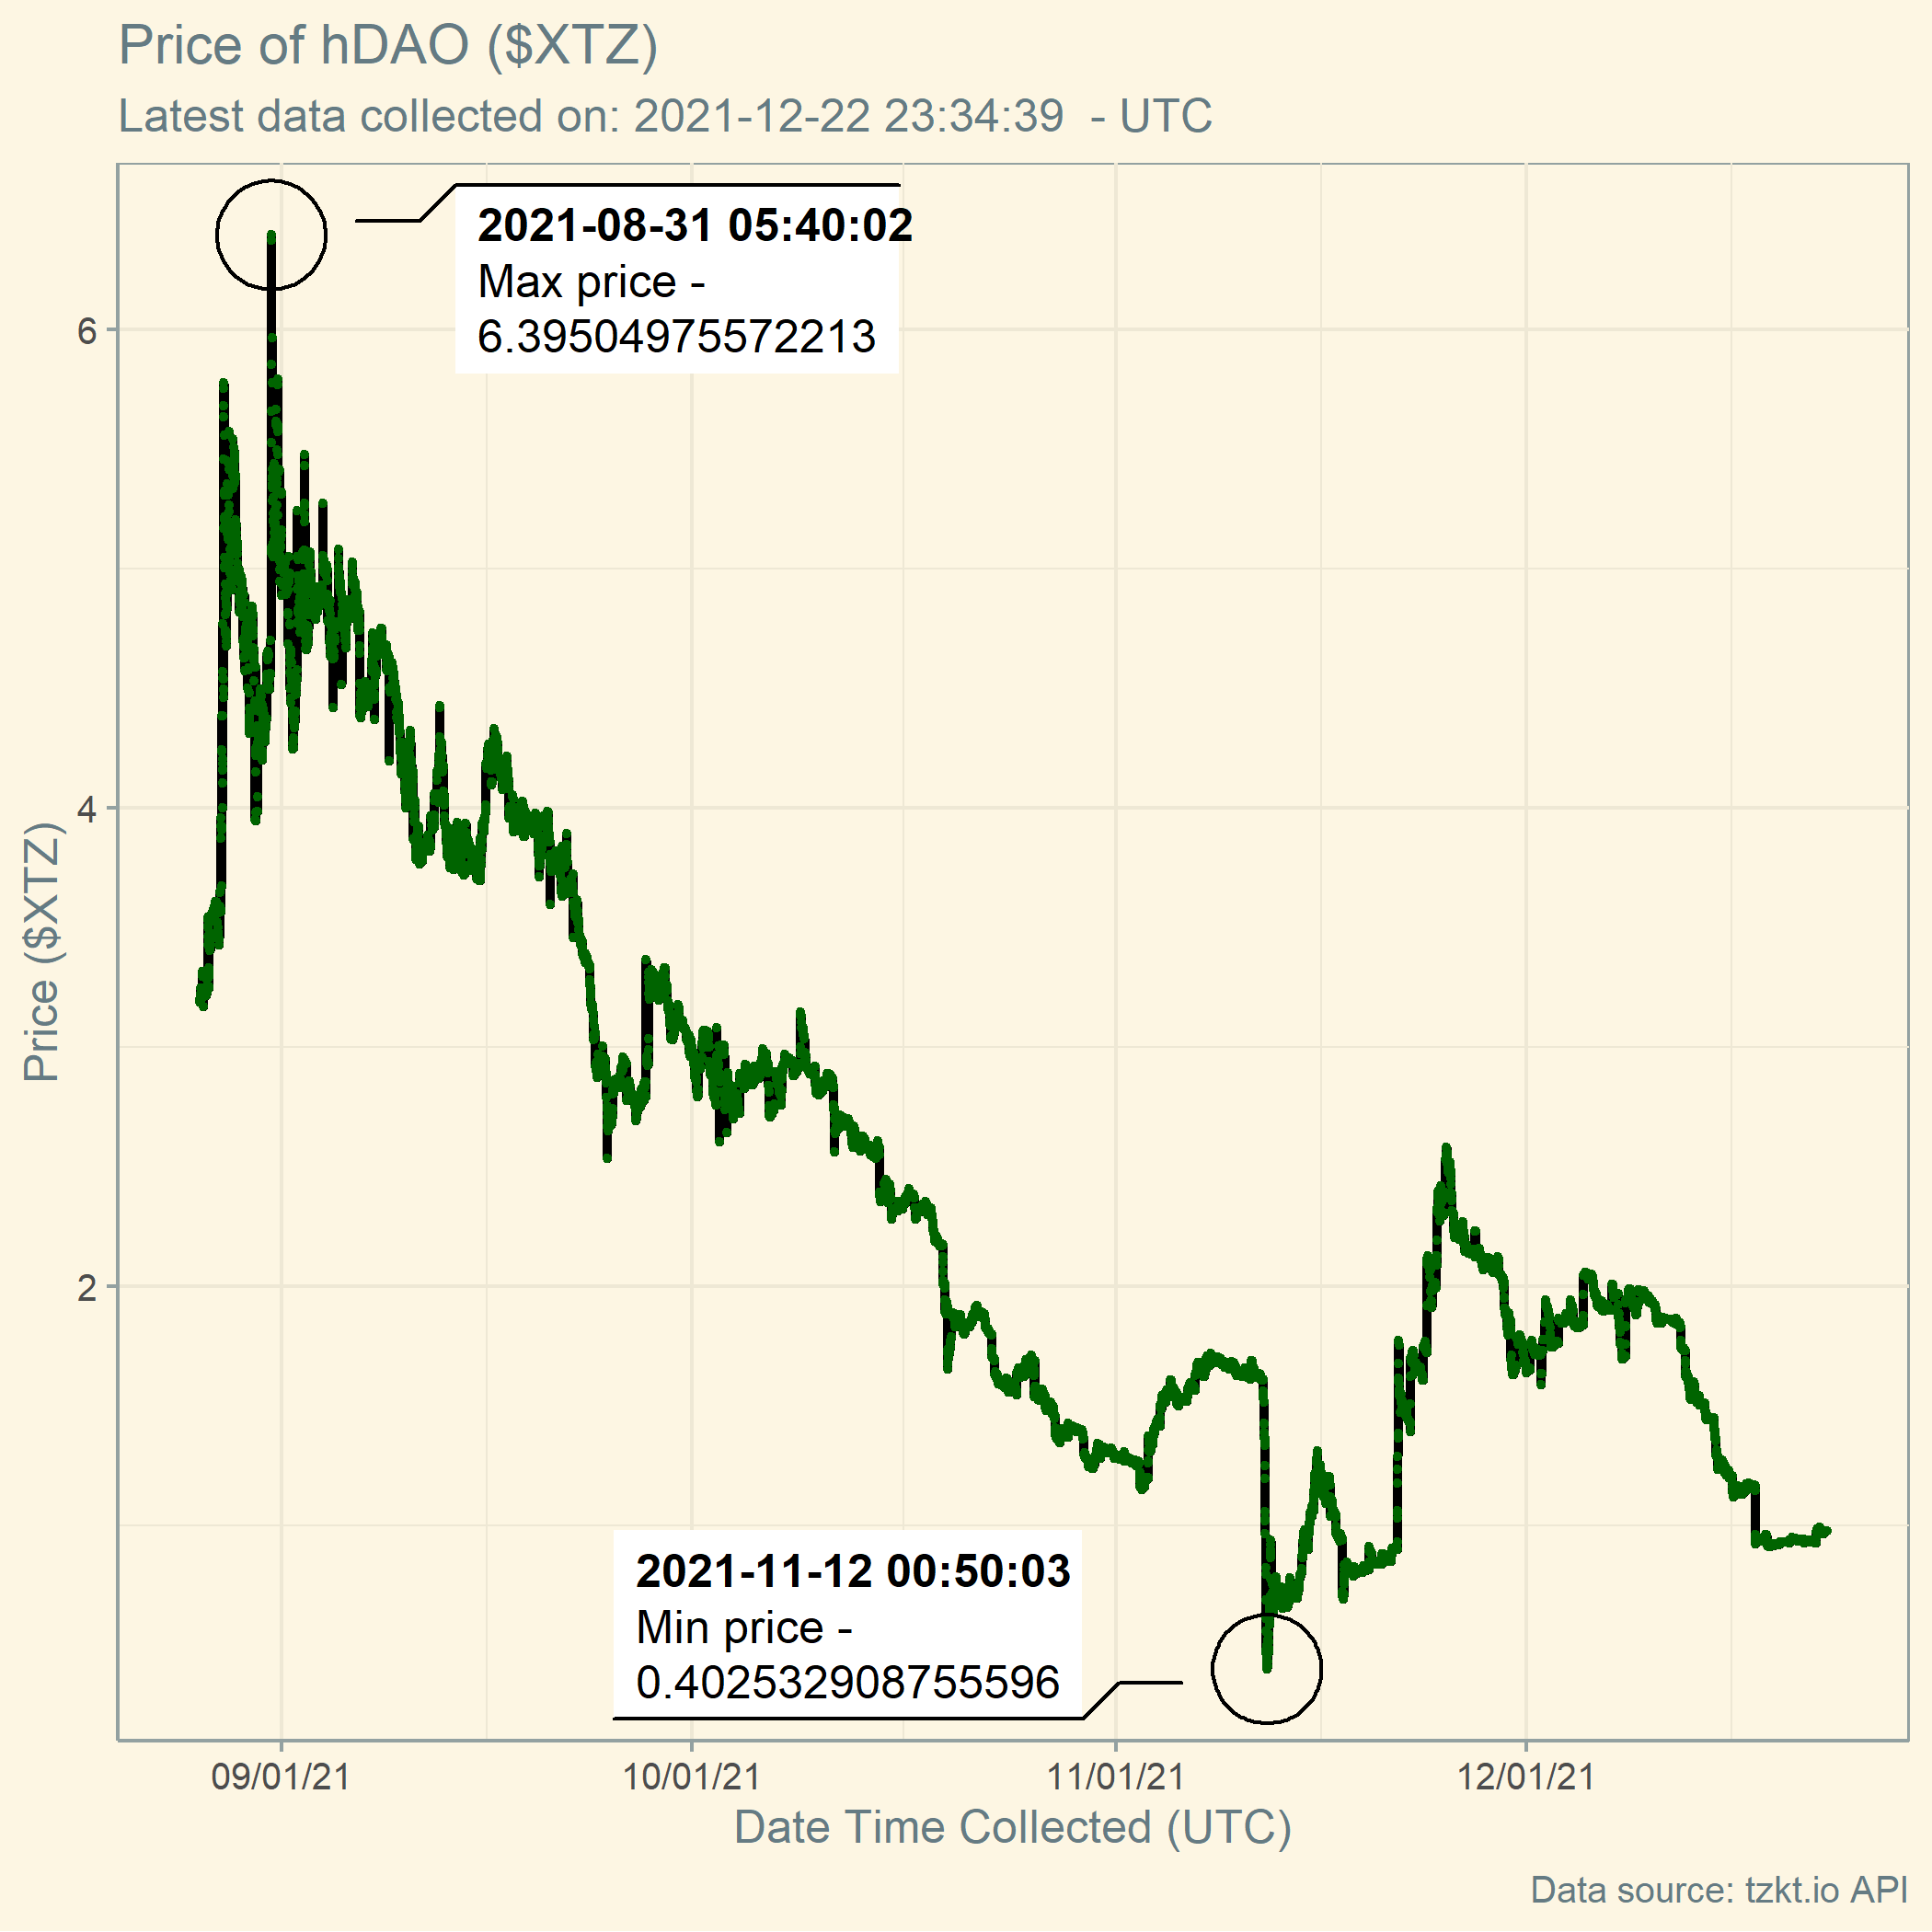 Price of hDAO ($XTZ)
Latest data collected on: 2021-12-22 23:34:39  - UTC
2021-08-31 05:40:02
Max price -
6.39504975572213
6
4
2
Price ($XTZ)
2021-11-12 00:50:03
Min price -
0.402532908755596
09/01/21
10/01/21
11/01/21
12/01/21
Date Time Collected (UTC)
Data source: tzkt.io API